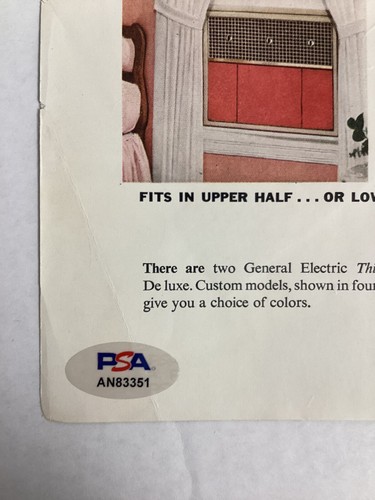 FITS IN UPPER HALF... OR LOW
There are two General Electric Thi
De luxe. Custom models, shown in four
give you a choice of colors.
PSA
AN83351